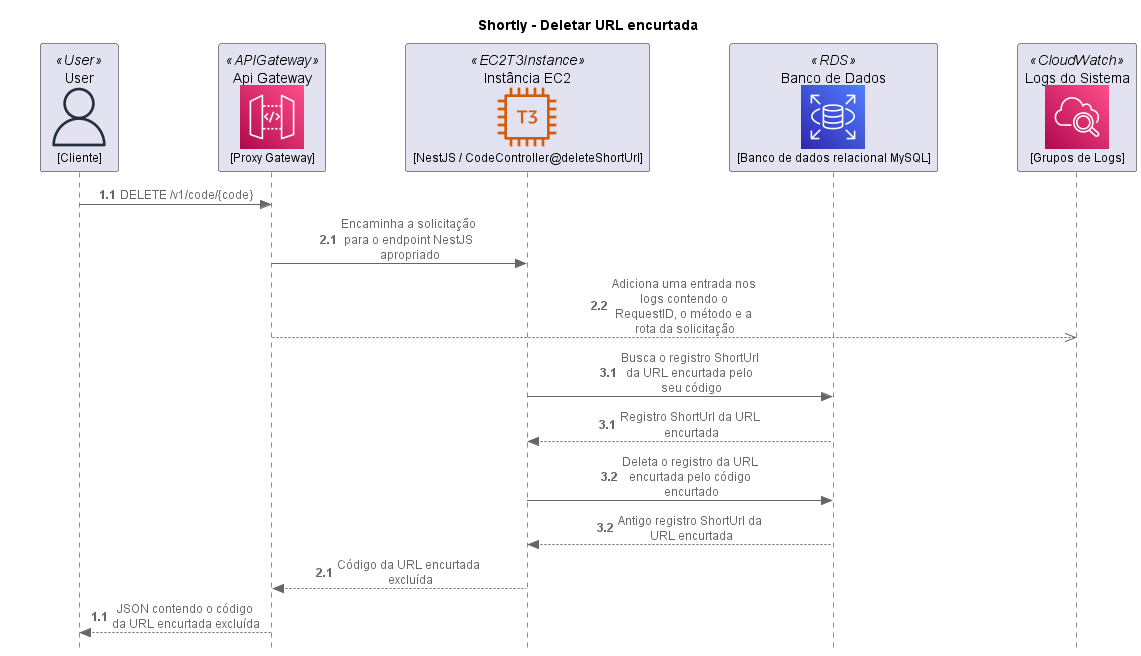 Shortly - Deletar URL encurtada
«User»
User
[Cliente]
«APIGateway»
Api Gateway
[Proxy Gateway]
«EC2T3Instance»
Instância EC2
T3
[NestJS / CodeController@deleteShortUrl]
«RDS»
Banco de Dados
[Banco de dados relacional MySQL]
«CloudWatch»
Logs do Sistema
[Grupos de Logs]
1.1 DELETE /v1/code/{code}
Encaminha a solicitação
2.1 para o endpoint NestJS
apropriado
Adiciona uma entrada nos
logs contendo o
2.2 RequestID, o método e a
rota da solicitação
Busca o registro ShortUrl
3.1 da URL encurtada pelo
seu código
3.1 Registro ShortUrl da URL
encurtada
Deleta o registro da URL
3.2 encurtada pelo código
encurtado
3.2 Antigo registro ShortUrl da
URL encurtada
2.1 Código da URL encurtada
excluída
1.1 JSON contendo o código
da URL encurtada excluída